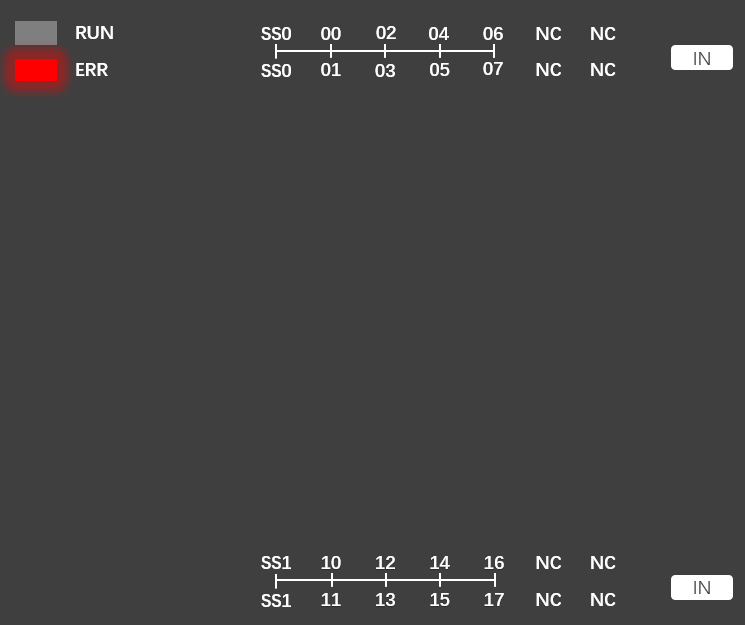 RUN SS0 00 02 04 06 NC NC
IN
ERR SS0 01 03 05 07 NC NC
SS1 10 12 14 16 NC NC
IN
SS1 11 13 15 17 NC NC